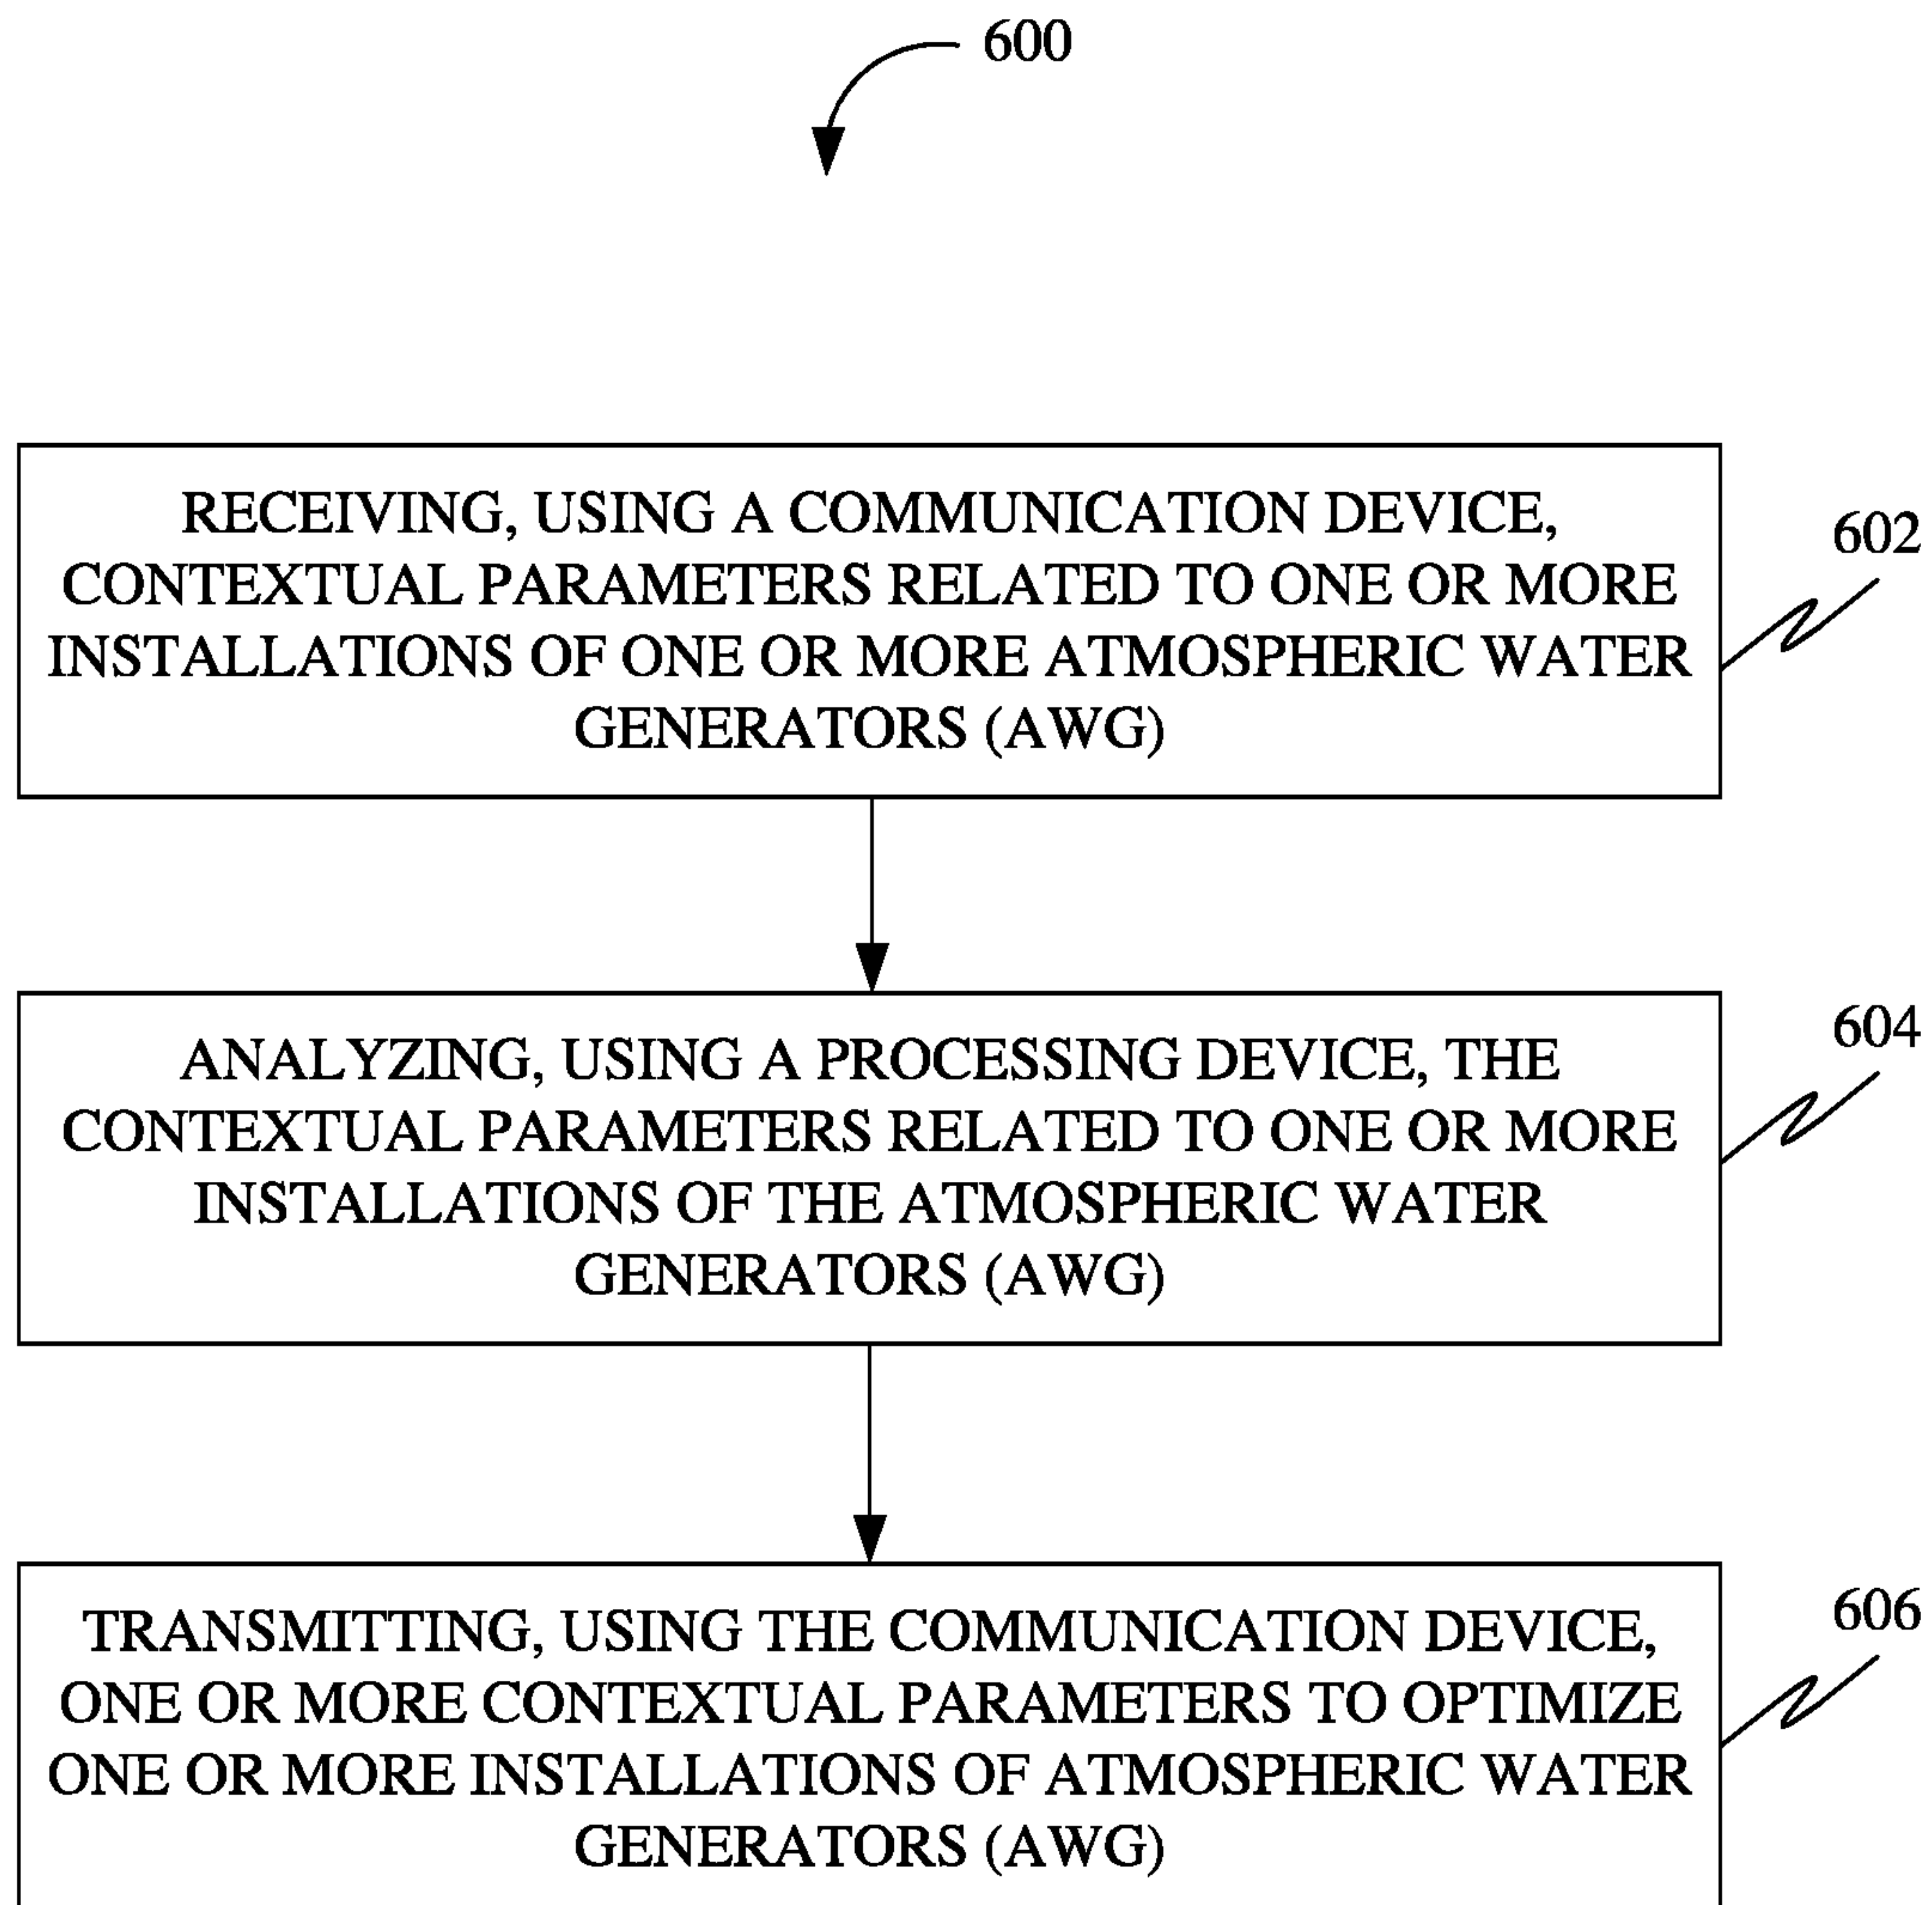 600
RECEIVING, USING A COMMUNICATION DEVICE,
CONTEXTUAL PARAMETERS RELATED TO ONE OR MORE
INSTALLATIONS OF ONE OR MORE ATMOSPHERIC WATER
GENERATORS (AWG)
602
ANALYZING, USING A PROCESSING DEVICE, THE
CONTEXTUAL PARAMETERS RELATED TO ONE OR MORE
INSTALLATIONS OF THE ATMOSPHERIC WATER
GENERATORS (AWG)
604
TRANSMITTING, USING THE COMMUNICATION DEVICE,
ONE OR MORE CONTEXTUAL PARAMETERS TO OPTIMIZE
ONE OR MORE INSTALLATIONS OF ATMOSPHERIC WATER
GENERATORS (AWG)
606